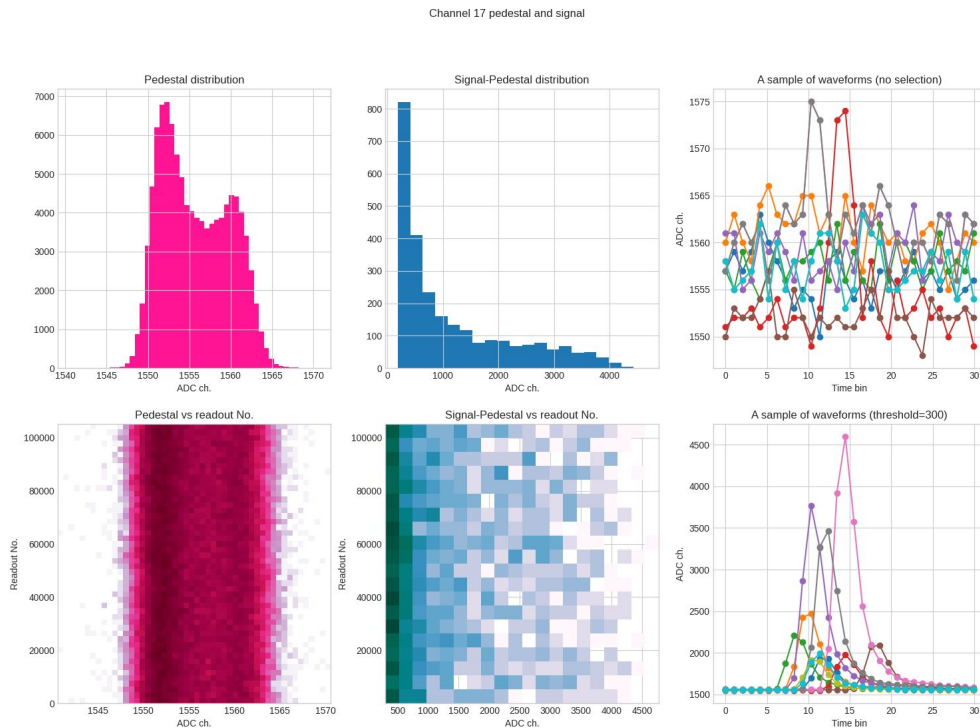 Channel 17 pedestal and signal
Pedestal distribution
7000
6000
5000
4000
3000
2000
1000
0
1540 1545 1550 1555 1560 1565 1570
ADC ch.
Signal-Pedestal distribution
800
700
600
500
400
300
200
100
0
0 1000 2000 3000 4000
ADC ch.
A sample of waveforms (no selection)
ADC ch.
1575
1570
1565
1560
1555
1550
0 5 10 15 20 25 30
Time bin
Pedestal vs readout No.
Readout No.
100000
80000
60000
40000
20000
0
1545 1550 1555 1560 1565 1570
ADC ch.
Signal-Pedestal vs readout No.
Readout No.
100000
80000
60000
40000
20000
0
500 1000 1500 2000 2500 3000 3500 4000 4500
ADC ch.
A sample of waveforms (threshold=300)
ADC ch.
4500
4000
3500
3000
2500
2000
1500
0 5 10 15 20 25 30
Time bin